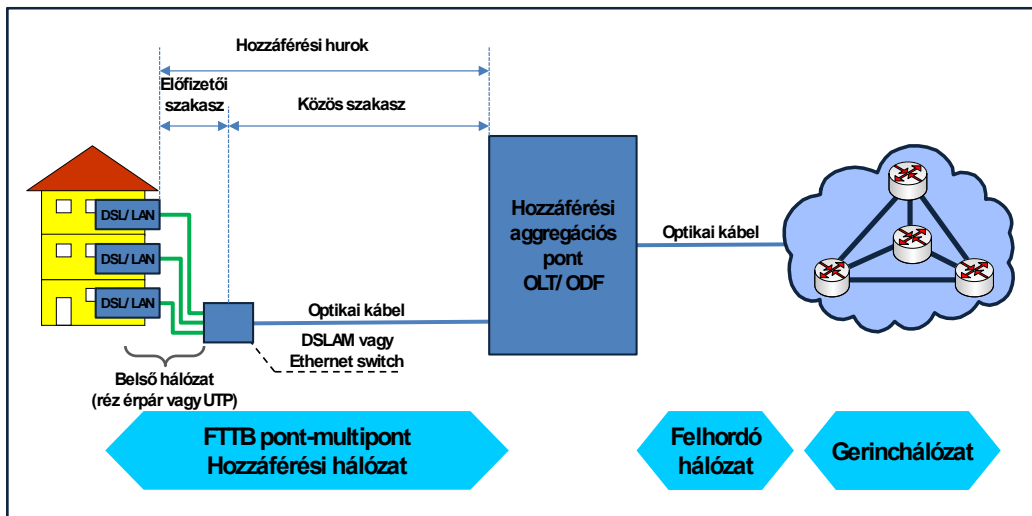 Hozzáférési hurok
Előfizetői
szakasz
Közös szakasz
DSL/ LAN
DSL/ LAN
DSL/ LAN
Hozzáférési
aggregációs
pont
OLT/ ODF
Optikai kábel
Optikai kábel
DSLAM vagy
Ethernet switch
Belső hálózat
(réz érpár vagy UTP)
FTTB pont-multipont
Hozzáférési hálózat
Felhordó
hálózat
Gerinchálózat